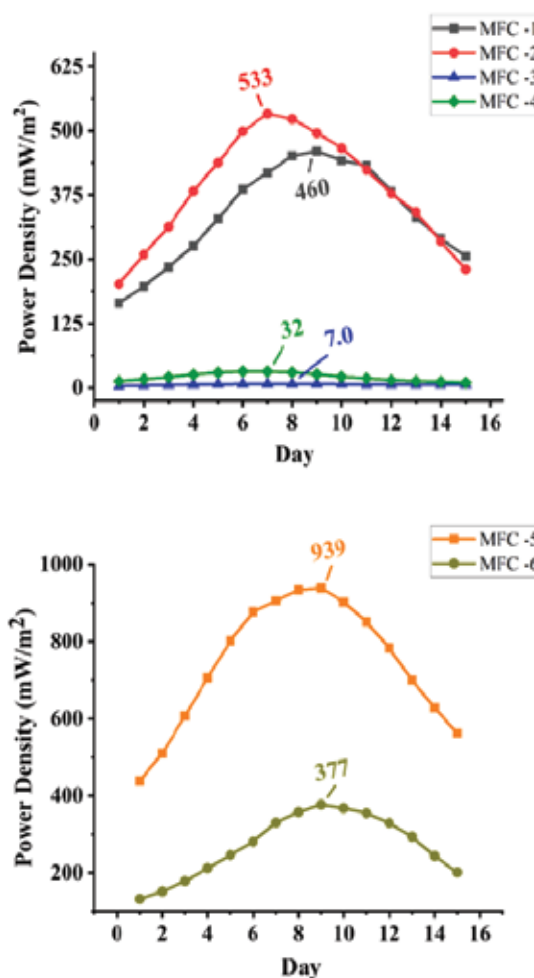 MFC -1
MFC -2
MFC -3
MFC -4
Power Density (mW/m²)
625
500
375
250
125
0
533
460
32
7.0
0 2 4 6 8 10 12 14 16
Day
MFC -5
MFC -6
Power Density (mW/m²)
1000
800
600
400
200
939
377
0 2 4 6 8 10 12 14 16
Day